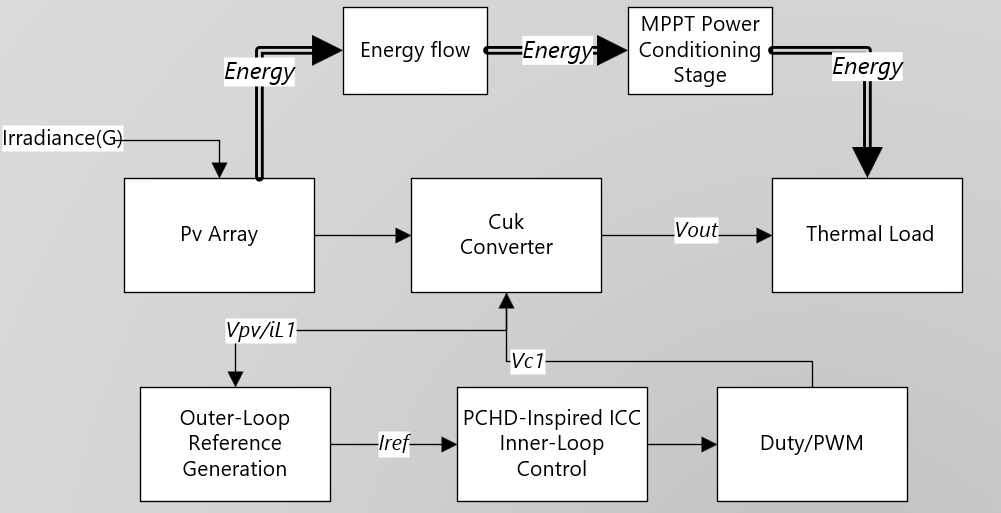 Energy flow
MPPT Power
Conditioning
Stage
Energy
Energy
Energy
Irradiance(G)
Pv Array
Cuk
Converter
Vout
Thermal Load
Vpv/iL1
Vc1
Outer-Loop
Reference
Generation
Iref
PCHD-Inspired ICC
Inner-Loop
Control
Duty/PWM